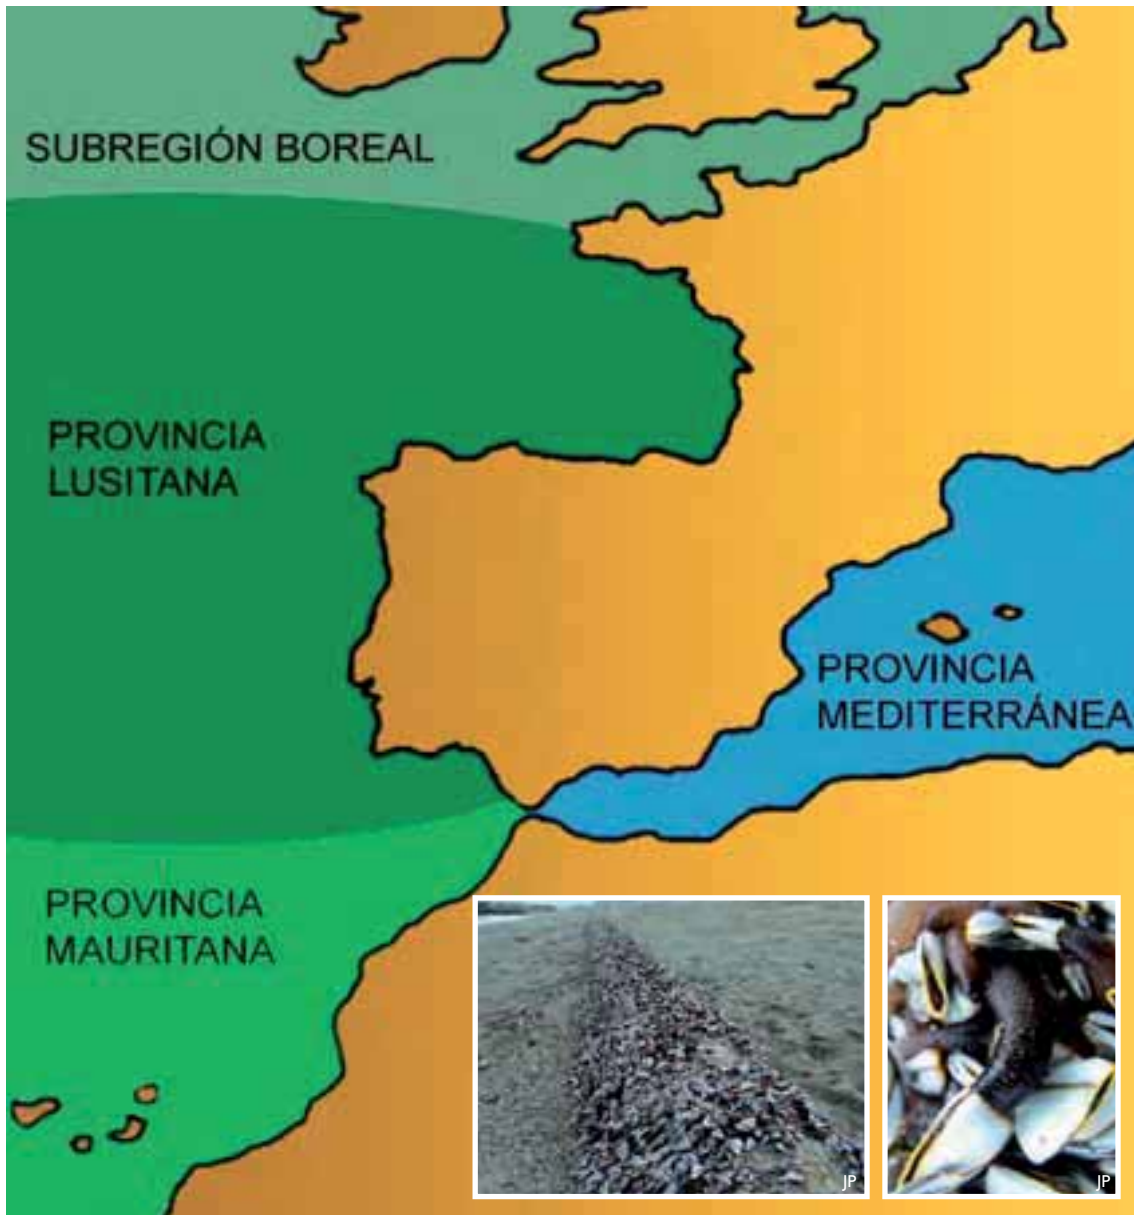 SUBREGIÓN BOREAL
PROVINCIA
LUSITANA
PROVINCIA
MEDITERRÁNEA
PROVINCIA
MAURITANA
JP
JP